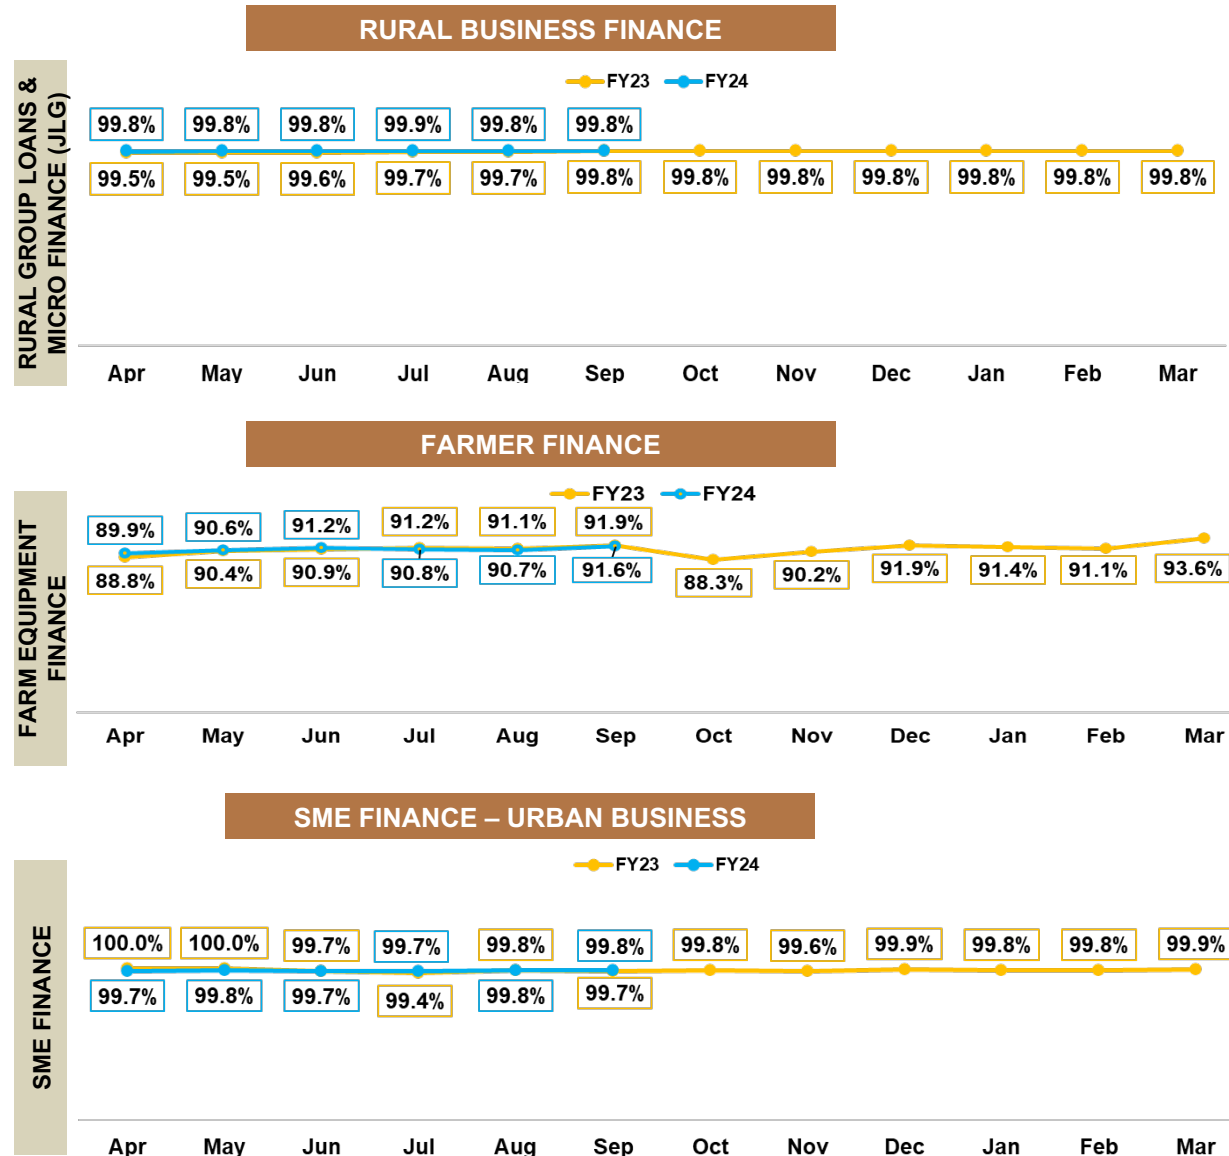 RURAL BUSINESS FINANCE
RURAL GROUP LOANS &
MICRO FINANCE (JLG)
FY23 FY24
99.8% 99.8% 99.8% 99.9% 99.8% 99.8%
99.5% 99.5% 99.6% 99.7% 99.7% 99.8% 99.8% 99.8% 99.8% 99.8% 99.8% 99.8%
Apr May Jun Jul Aug Sep Oct Nov Dec Jan Feb Mar
FARMER FINANCE
FARM EQUIPMENT
FINANCE
FY23 FY24
89.9% 90.6% 91.2% 91.2% 91.1% 91.9%
88.8% 90.4% 90.9% 90.8% 90.7% 91.6% 88.3% 90.2% 91.9% 91.4% 91.1% 93.6%
Apr May Jun Jul Aug Sep Oct Nov Dec Jan Feb Mar
SME FINANCE – URBAN BUSINESS
SME FINANCE
FY23 FY24
100.0% 100.0% 99.7% 99.7% 99.8% 99.8% 99.8% 99.6% 99.9% 99.8% 99.8% 99.9%
99.7% 99.8% 99.7% 99.4% 99.8% 99.7%
Apr May Jun Jul Aug Sep Oct Nov Dec Jan Feb Mar